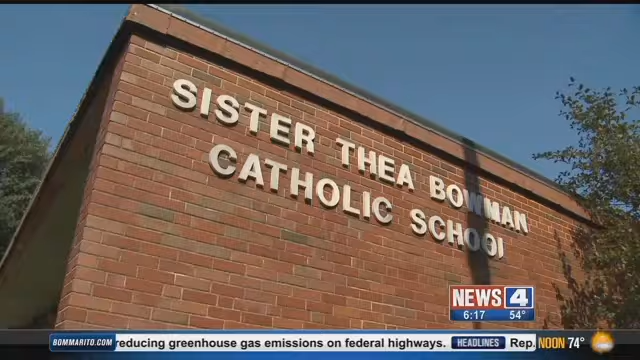 SISTER THEA BOWMAN
CATHOLIC SCHOOL
NEWS 4
6:17 54°
BOMMARITO.COM reducing greenhouse gas emissions on federal highways. HEADLINES Rep. NOON 74°